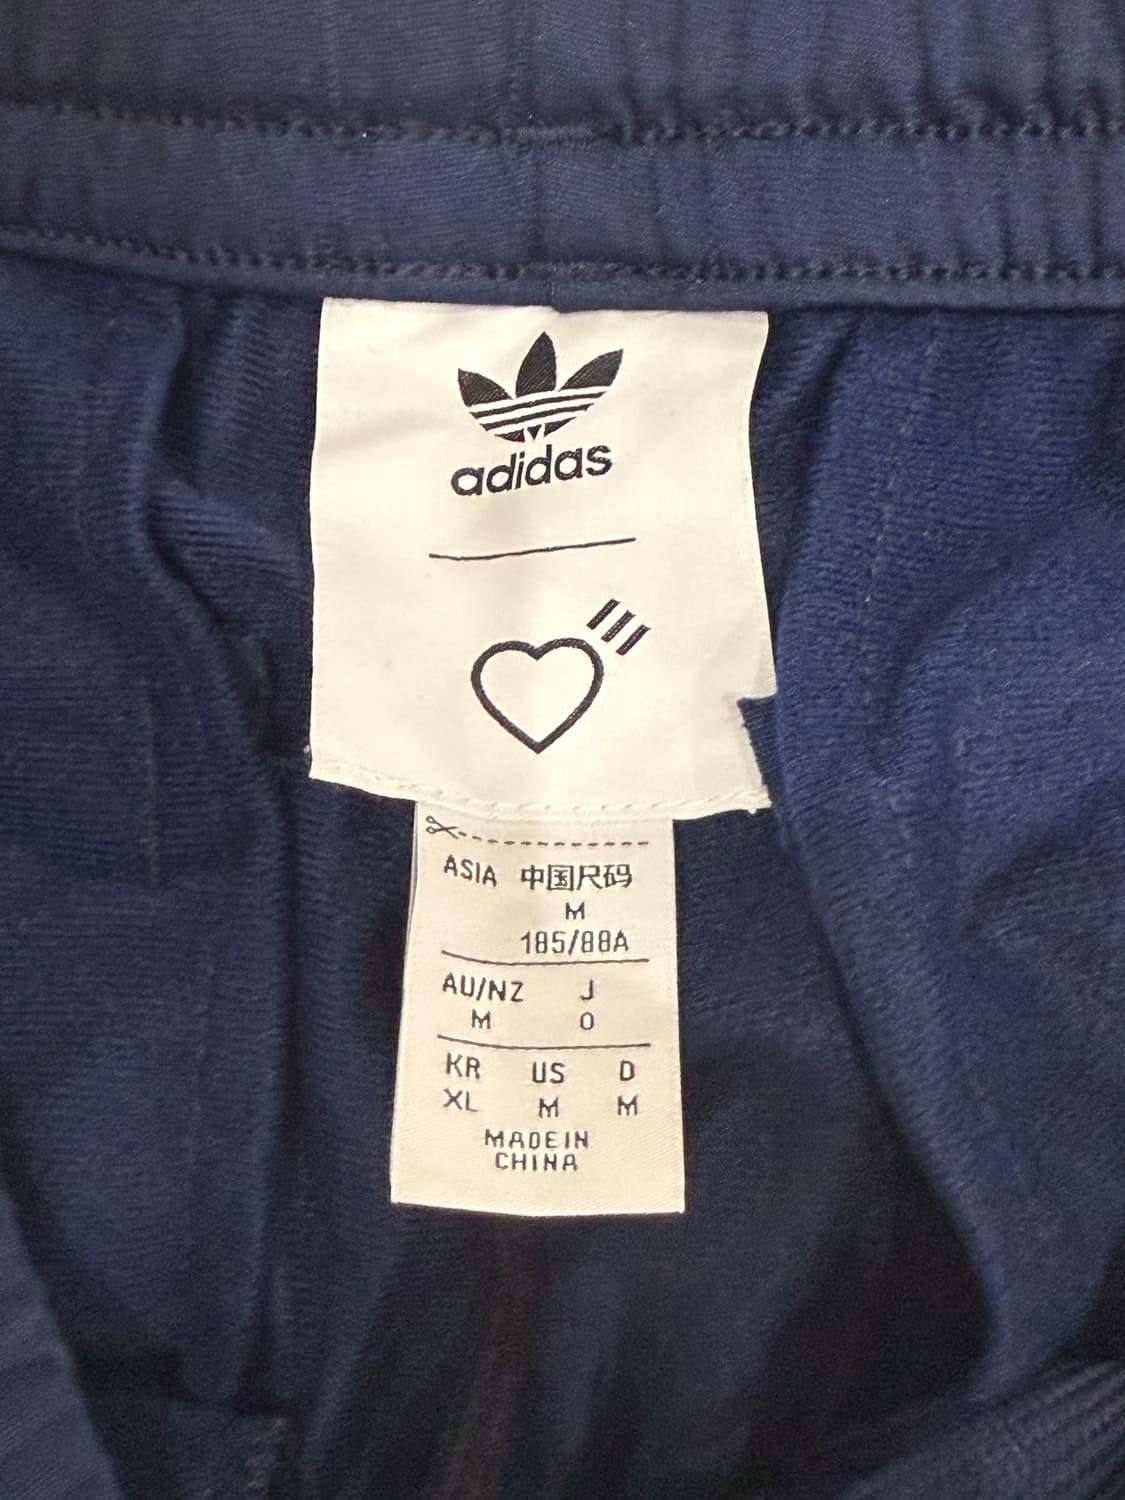 adidas
ASIA 中国尺码
M
185/88A
AU/NZ J
M O
KR US D
XL M M
MADE IN
CHINA